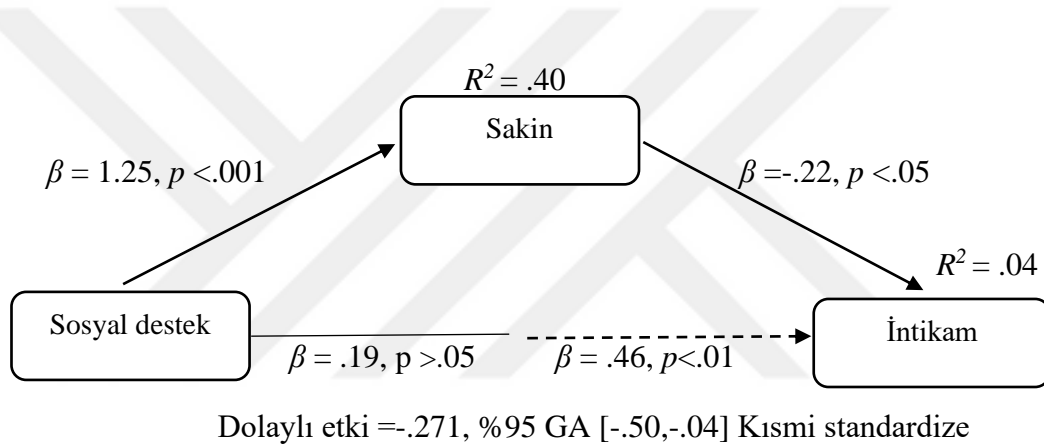 R² = .40
Sakin
β = 1.25, p <.001
β =-.22, p <.05
R² = .04
Sosyal destek
İntikam
β = .19, p >.05
β = .46, p<.01
Dolaylı etki =-.271, %95 GA [-.50,-.04] Kısmi standardize